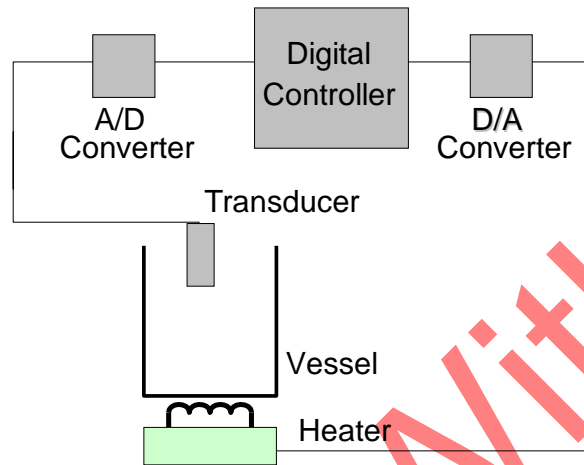 Digital
Controller
A/D
Converter
D/A
Converter
Transducer
Vessel
Heater